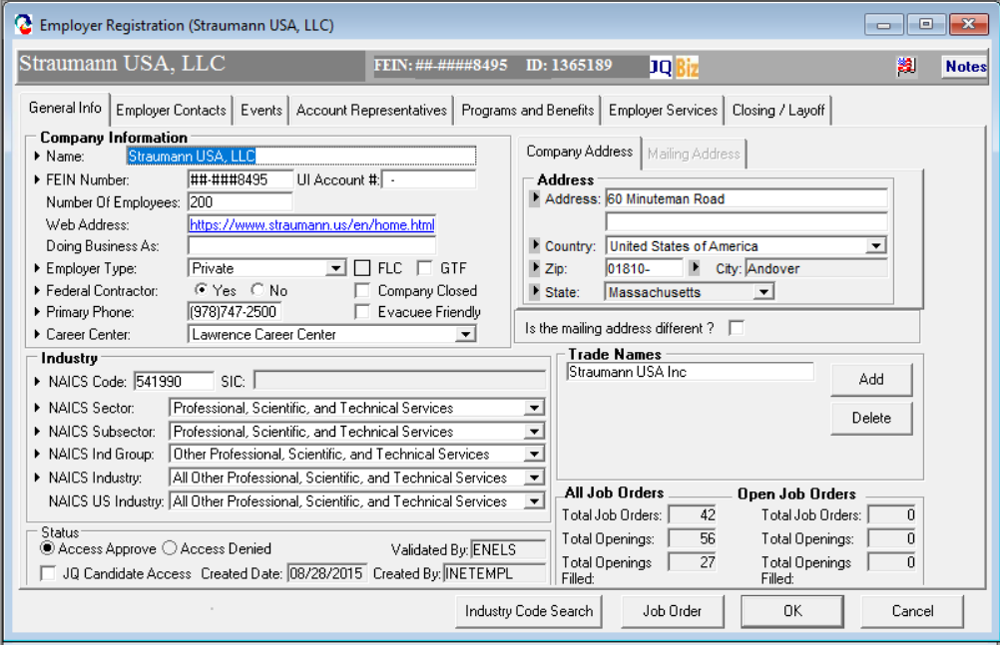 Employer Registration (Straumann USA, LLC)
Straumann USA, LLC FEIN: ##-####8495 ID: 1365189 JQ Biz Notes
General Info Employer Contacts Events Account Representatives Programs and Benefits Employer Services Closing / Layoff
Company Information
Name: Straumann USA, LLC
FEIN Number: ##-###8495 UI Account #: -
Number Of Employees: 200
Web Address: https://www.straumann.us/en/home.html
Doing Business As:
Employer Type: Private FLC GTF
Federal Contractor: Yes No Company Closed
Primary Phone: (978)747-2500 Evacuee Friendly
Career Center: Lawrence Career Center
Company Address Mailing Address
Address
Address: 60 Minuteman Road
Country: United States of America
Zip: 01810- City: Andover
State: Massachusetts
Is the mailing address different ?
Industry
NAICS Code: 541990 SIC:
NAICS Sector: Professional, Scientific, and Technical Services
NAICS Subsector: Professional, Scientific, and Technical Services
NAICS Ind Group: Other Professional, Scientific, and Technical Services
NAICS Industry: All Other Professional, Scientific, and Technical Services
NAICS US Industry: All Other Professional, Scientific, and Technical Services
Trade Names
Straumann USA Inc
Add
Delete
Status
Access Approve Access Denied Validated By: ENELS
JQ Candidate Access Created Date: 08/28/2015 Created By: INETEMPL
All Job Orders
Total Job Orders: 42
Total Openings: 56
Total Openings Filled: 27
Open Job Orders
Total Job Orders: 0
Total Openings: 0
Total Openings Filled: 0
Industry Code Search Job Order OK Cancel